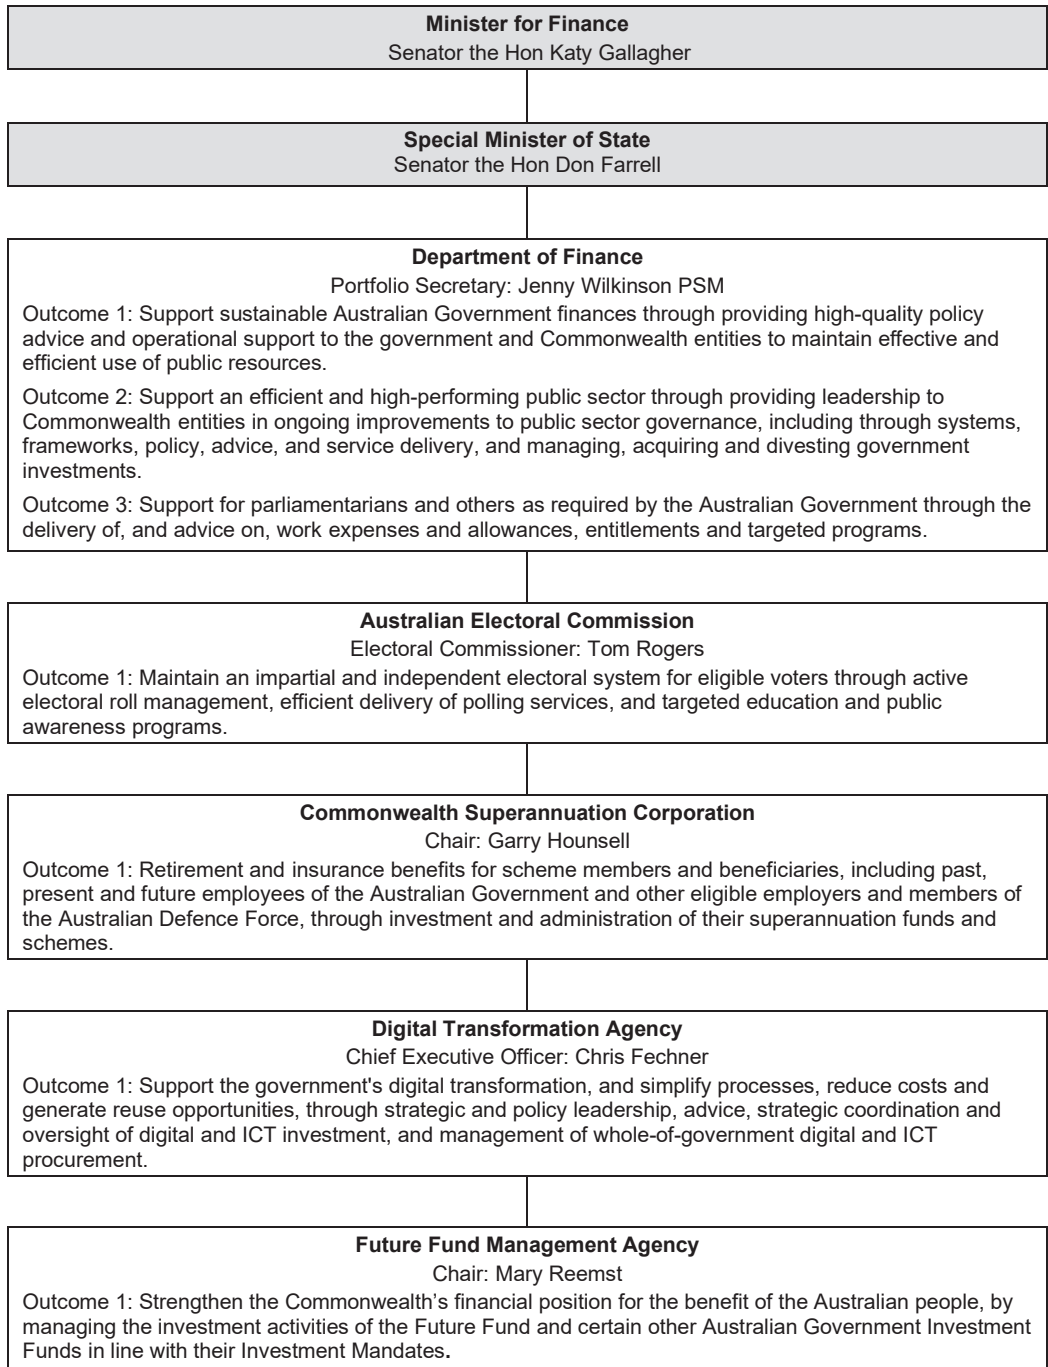 Minister for Finance
Senator the Hon Katy Gallagher
Special Minister of State
Senator the Hon Don Farrell
Department of Finance
Portfolio Secretary: Jenny Wilkinson PSM
Outcome 1: Support sustainable Australian Government finances through providing high-quality policy
advice and operational support to the government and Commonwealth entities to maintain effective and
efficient use of public resources.
Outcome 2: Support an efficient and high-performing public sector through providing leadership to
Commonwealth entities in ongoing improvements to public sector governance, including through systems,
frameworks, policy, advice, and service delivery, and managing, acquiring and divesting government
investments.
Outcome 3: Support for parliamentarians and others as required by the Australian Government through the
delivery of, and advice on, work expenses and allowances, entitlements and targeted programs.
Australian Electoral Commission
Electoral Commissioner: Tom Rogers
Outcome 1: Maintain an impartial and independent electoral system for eligible voters through active
electoral roll management, efficient delivery of polling services, and targeted education and public
awareness programs.
Commonwealth Superannuation Corporation
Chair: Garry Hounsell
Outcome 1: Retirement and insurance benefits for scheme members and beneficiaries, including past,
present and future employees of the Australian Government and other eligible employers and members of
the Australian Defence Force, through investment and administration of their superannuation funds and
schemes.
Digital Transformation Agency
Chief Executive Officer: Chris Fechner
Outcome 1: Support the government's digital transformation, and simplify processes, reduce costs and
generate reuse opportunities, through strategic and policy leadership, advice, strategic coordination and
oversight of digital and ICT investment, and management of whole-of-government digital and ICT
procurement.
Future Fund Management Agency
Chair: Mary Reemst
Outcome 1: Strengthen the Commonwealth’s financial position for the benefit of the Australian people, by
managing the investment activities of the Future Fund and certain other Australian Government Investment
Funds in line with their Investment Mandates.